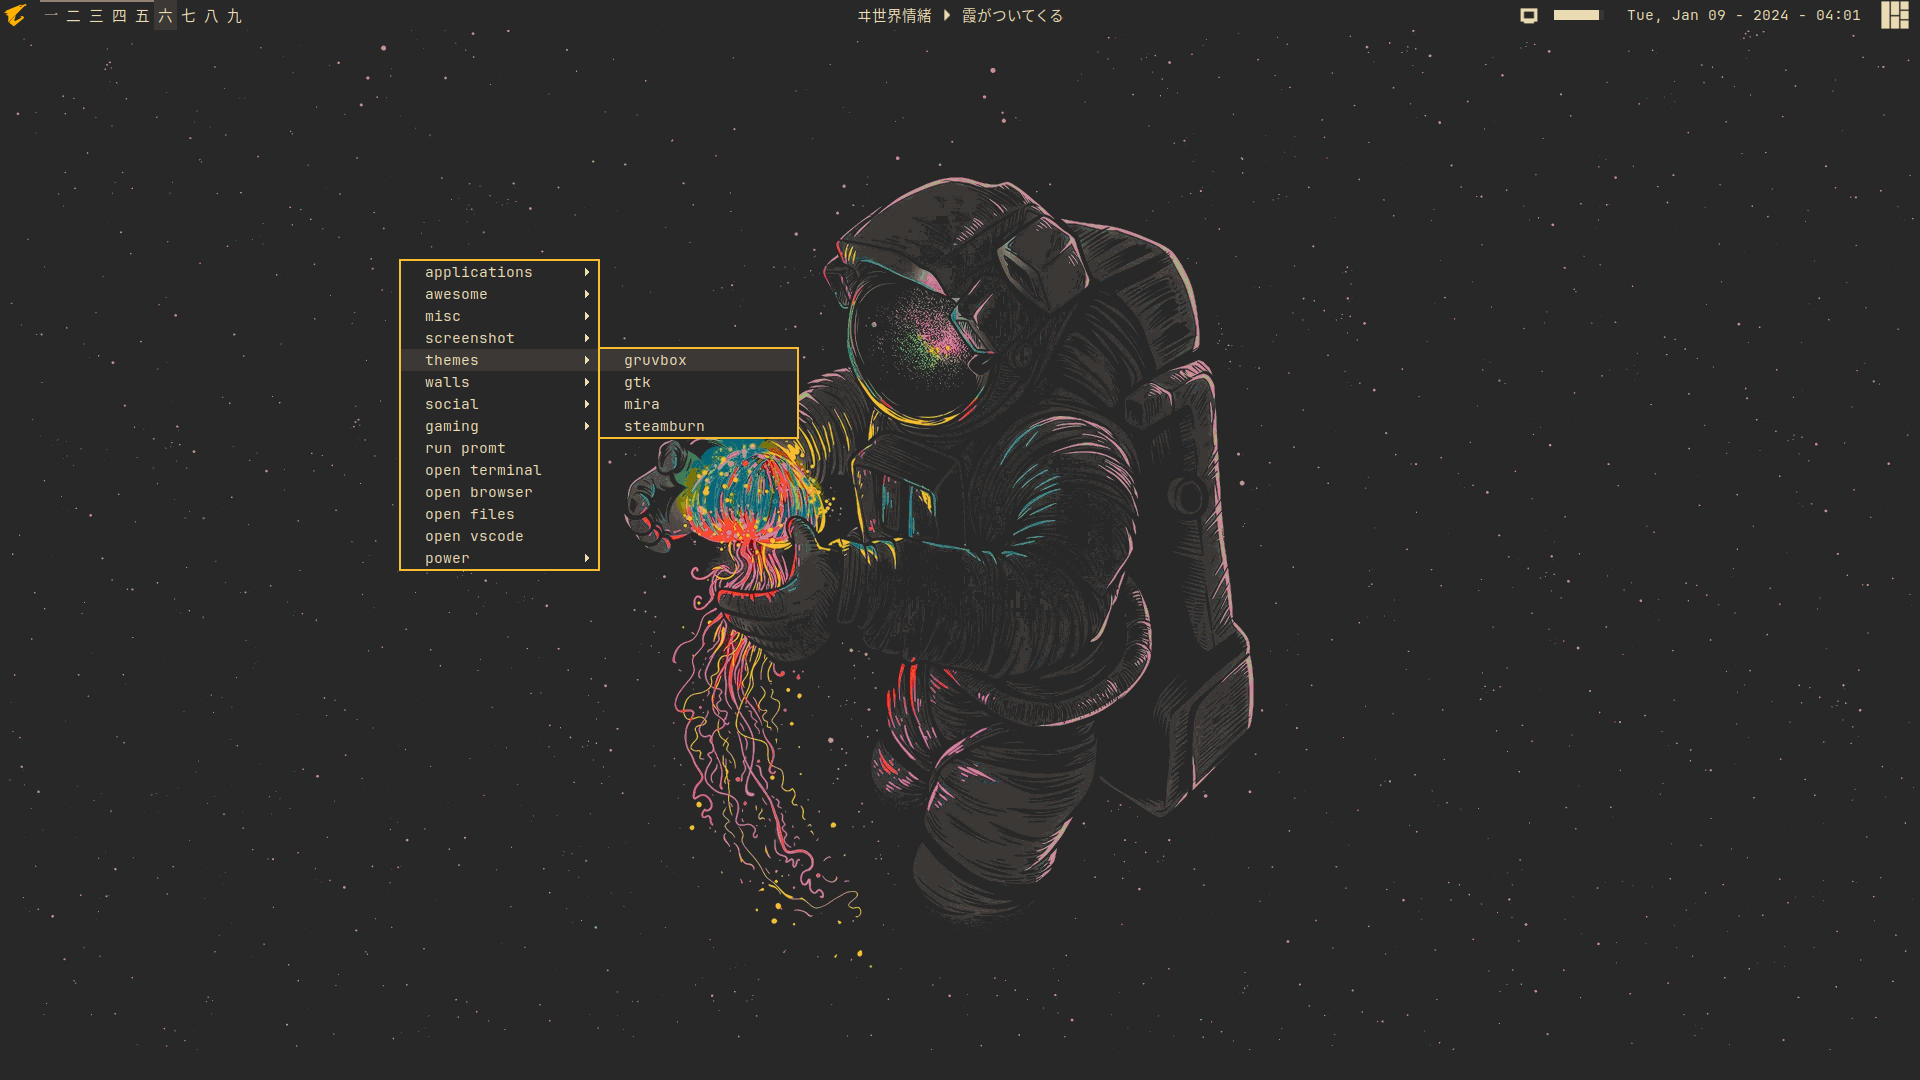 一 二 三 四 五 六 七 八 九
ヰ世界情緒 霞がついてくる
Tue, Jan 09 - 2024 - 04:01
applications
awesome
misc
screenshot
themes
walls
social
gaming
run promt
open terminal
open browser
open files
open vscode
power
gruvbox
gtk
mira
steamburn